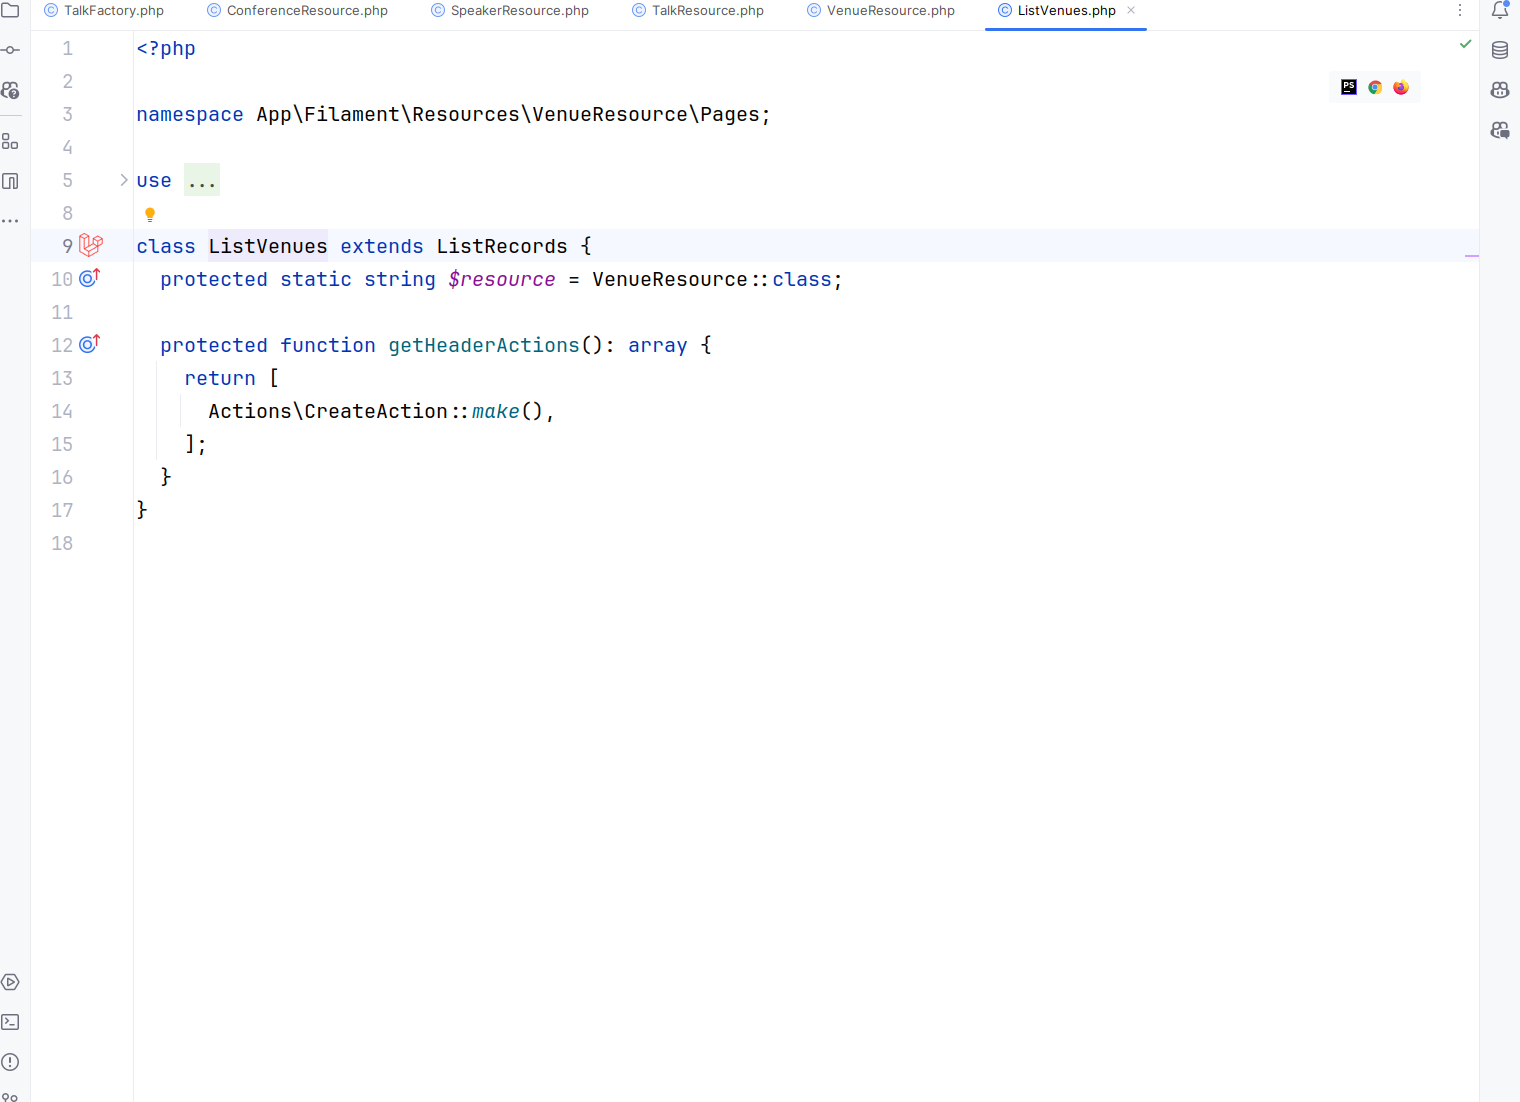 TalkFactory.php ConferenceResource.php SpeakerResource.php TalkResource.php VenueResource.php ListVenues.php
1 <?php
2
3 namespace App\Filament\Resources\VenueResource\Pages;
4
5 use ...
8
9 class ListVenues extends ListRecords {
10 protected static string $resource = VenueResource::class;
11
12 protected function getHeaderActions(): array {
13 return [
14 Actions\CreateAction::make(),
15 ];
16 }
17 }
18
PS